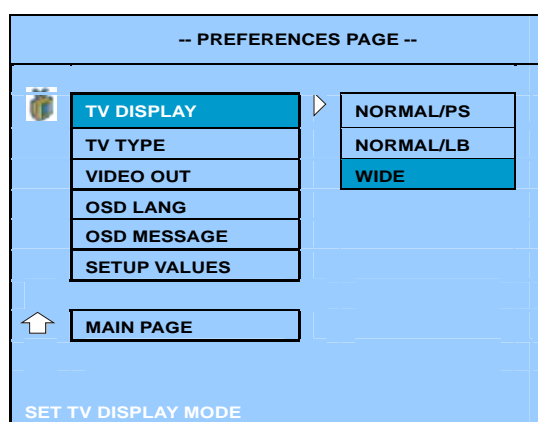 -- PREFERENCES PAGE --
TV DISPLAY
TV TYPE
VIDEO OUT
OSD LANG
OSD MESSAGE
SETUP VALUES
NORMAL/PS
NORMAL/LB
WIDE
MAIN PAGE
SET TV DISPLAY MODE